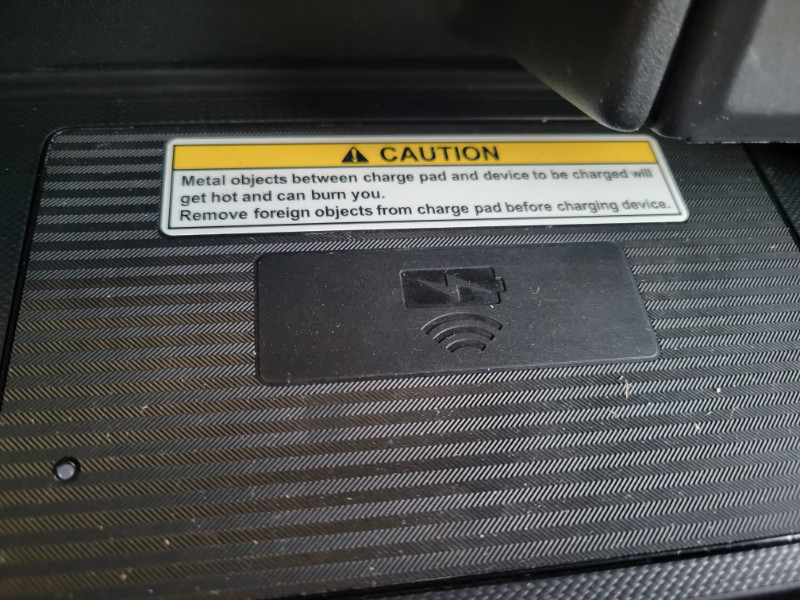 CAUTION
Metal objects between charge pad and device to be charged will
get hot and can burn you.
Remove foreign objects from charge pad before charging device.